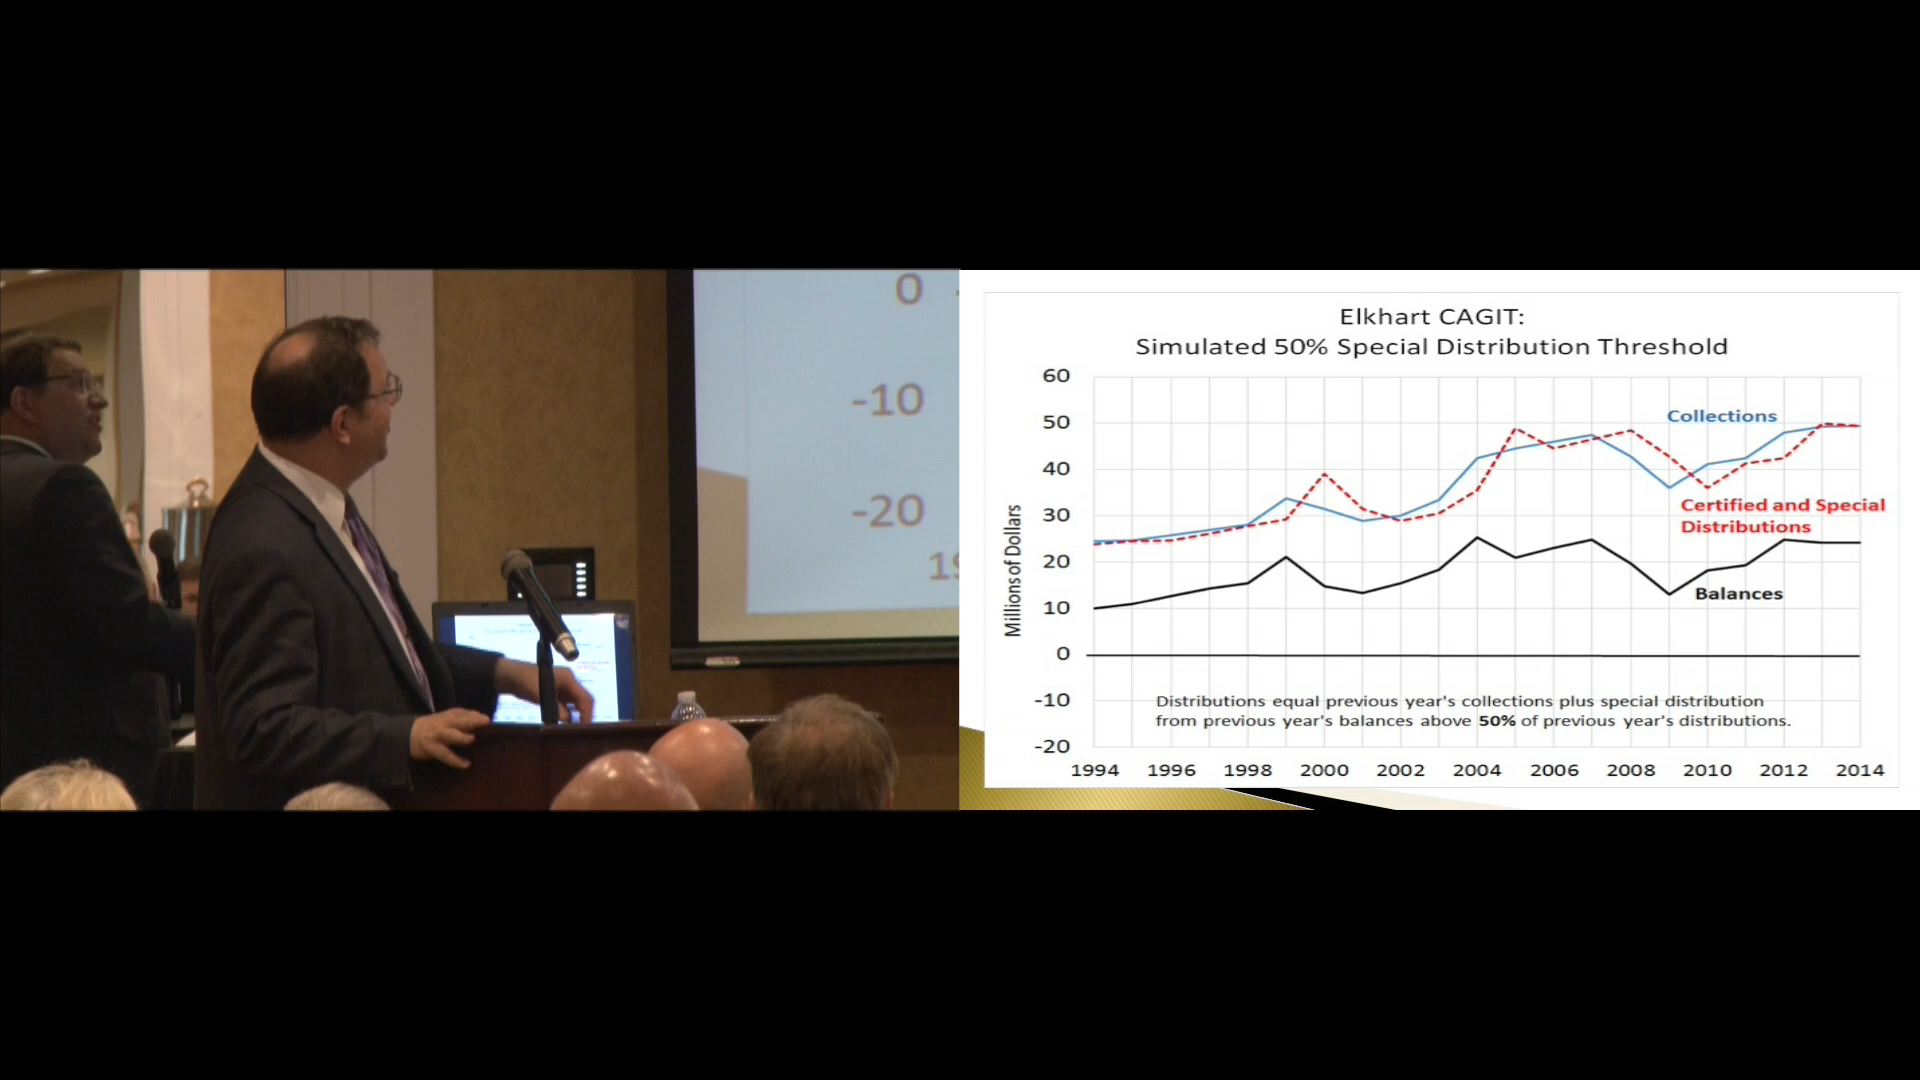 0
-10
-20
19
Elkhart CAGIT:
Simulated 50% Special Distribution Threshold
60
50
40
30
20
10
0
-10
-20
Millions of Dollars
Collections
Certified and Special
Distributions
Balances
Distributions equal previous year's collections plus special distribution
from previous year's balances above 50% of previous year's distributions.
1994 1996 1998 2000 2002 2004 2006 2008 2010 2012 2014